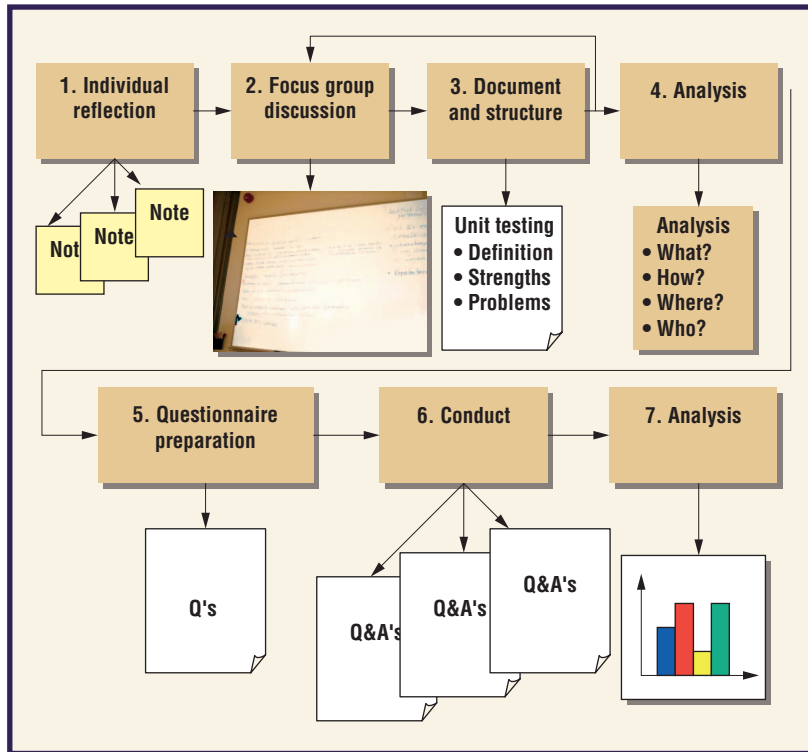 1. Individual
reflection
2. Focus group
discussion
3. Document
and structure
4. Analysis
Not
Note
Note
Unit testing
• Definition
• Strengths
• Problems
Analysis
• What?
• How?
• Where?
• Who?
5. Questionnaire
preparation
6. Conduct
7. Analysis
Q's
Q&A's
Q&A's
Q&A's